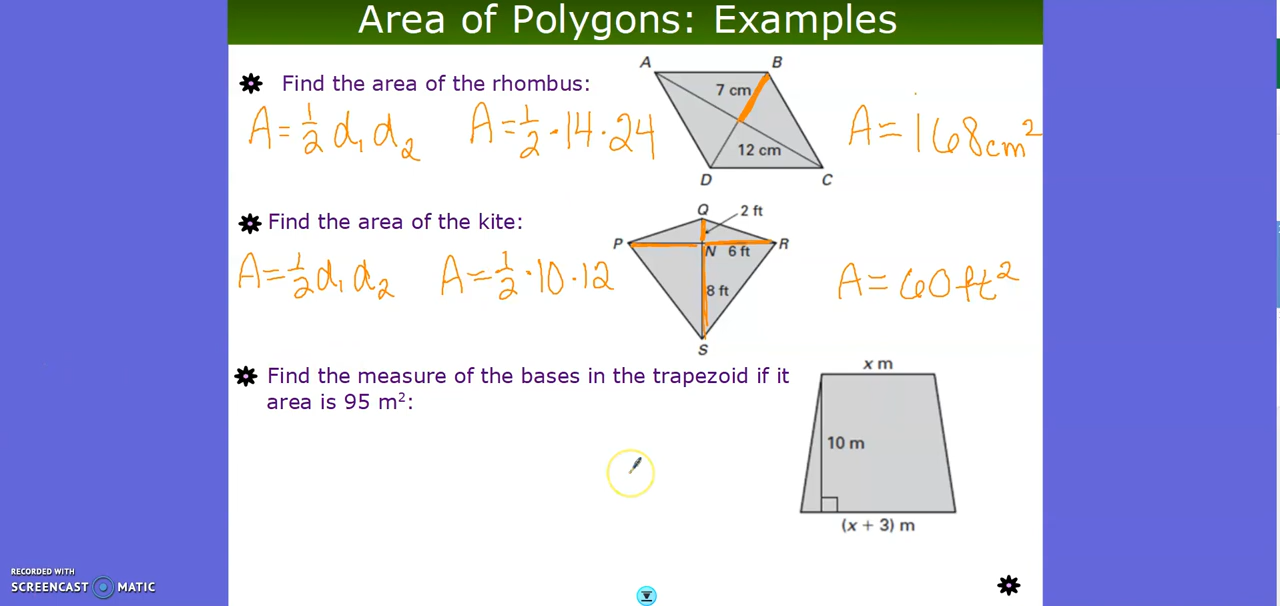 Area of Polygons: Examples
Find the area of the rhombus:
A = 1/2 d₁ d₂
A = 1/2 · 14 · 24
A
B
7 cm
12 cm
D
C
A = 168 cm²
Find the area of the kite:
A = 1/2 d₁ d₂
A = 1/2 · 10 · 12
Q
2 ft
P
R
N
6 ft
8 ft
S
A = 60 ft²
Find the measure of the bases in the trapezoid if it
area is 95 m²:
x m
10 m
(x + 3) m
RECORDED WITH
SCREENCAST MATIC